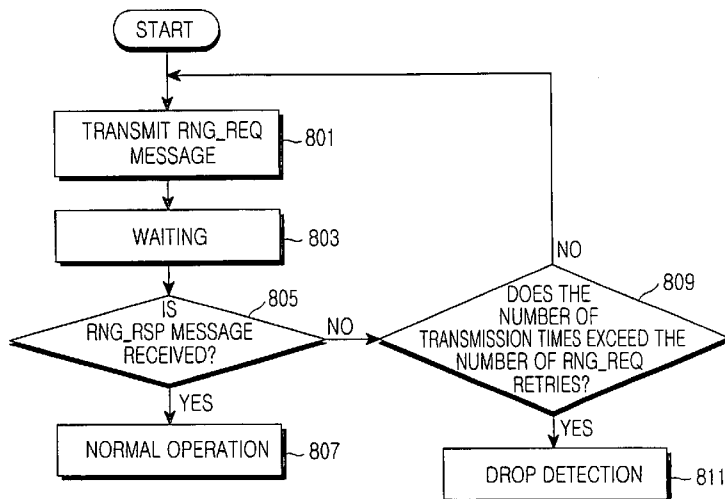 START
TRANSMIT RNG_REQ
MESSAGE
801
WAITING
803
IS
RNG_RSP MESSAGE
RECEIVED?
805
NO
YES
NORMAL OPERATION
807
NO
DOES THE
NUMBER OF
TRANSMISSION TIMES EXCEED THE
NUMBER OF RNG_REQ
RETRIES?
809
YES
DROP DETECTION
811